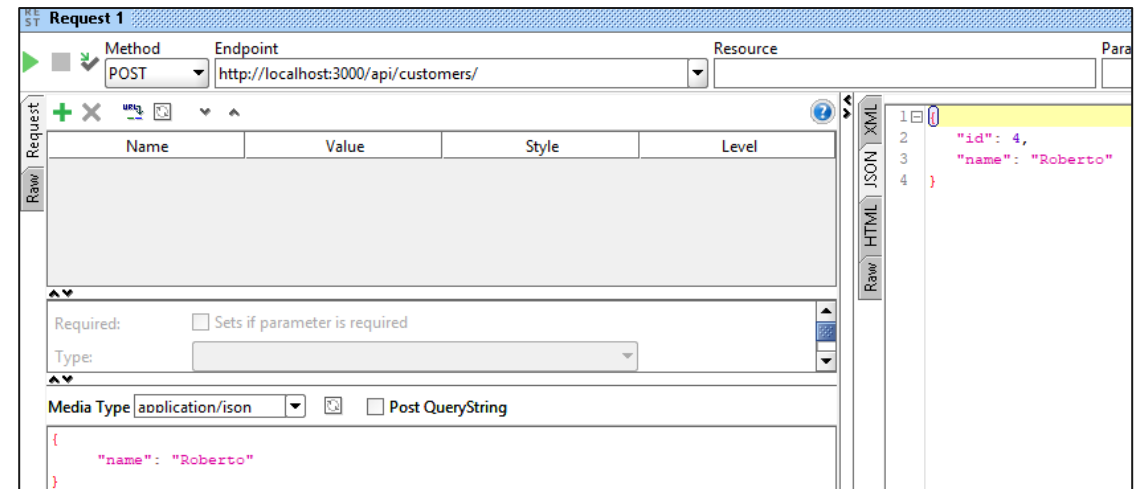 REST Request 1
Method Endpoint Resource Para
POST http://localhost:3000/api/customers/
Request
Raw
Name Value Style Level
Required: Sets if parameter is required
Type:
Media Type application/json Post QueryString
{
"name": "Roberto"
}
XML
JSON
HTML
Raw
1 {
2 "id": 4,
3 "name": "Roberto"
4 }